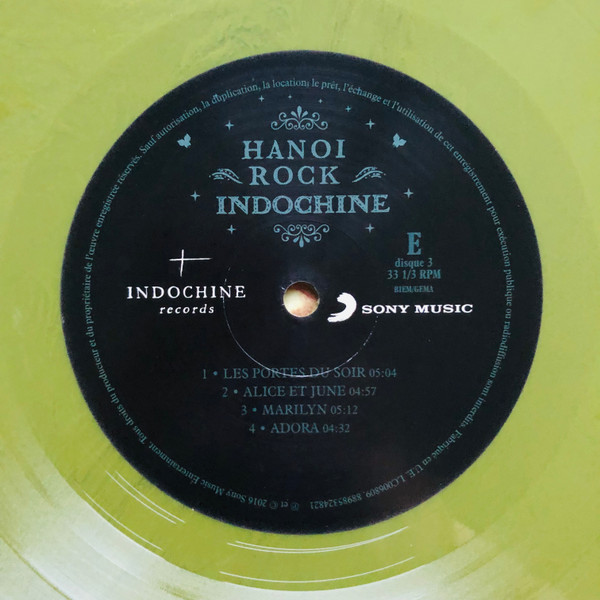 HANOI
ROCK
INDOCHINE
E
disque 3
33 1/3 RPM
BIEM/GEMA
INDOCHINE
records
SONY MUSIC
1 • LES PORTES DU SOIR 05:04
2 • ALICE ET JUNE 04:57
3 • MARILYN 05:12
4 • ADORA 04:32
℗ et © 2016 Sony Music Entertainment. Tous droits du producteur et du propriétaire de l'œuvre enregistrée réservés. Sauf autorisation, la duplication, la location, le prêt, l'échange et l'utilisation de cet enregistrement pour exécution publique ou radiodiffusion sont interdits. Fabriqué en U.E. LC006809. 88985324821